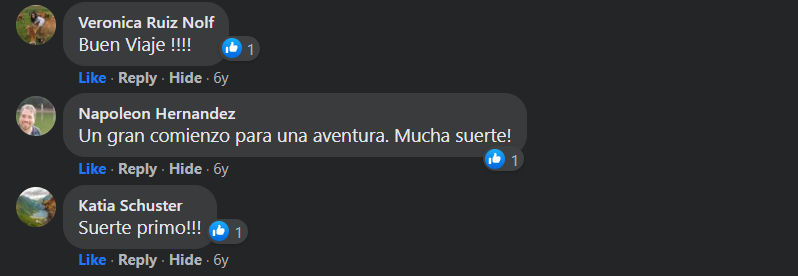 Veronica Ruiz Nolf
Buen Viaje !!!!
1
Like · Reply · Hide · 6y
Napoleon Hernandez
Un gran comienzo para una aventura. Mucha suerte!
1
Like · Reply · Hide · 6y
Katia Schuster
Suerte primo!!!
1
Like · Reply · Hide · 6y